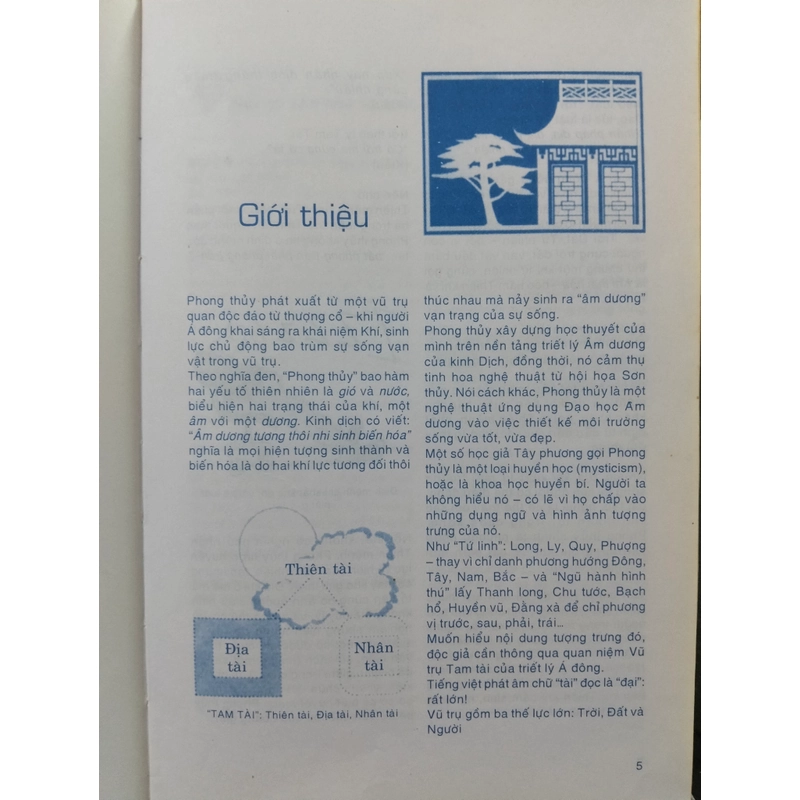 Giới thiệu
Phong thủy phát xuất từ một vũ trụ
quan độc đáo từ thượng cổ – khi người
Á đông khai sáng ra khái niệm Khí, sinh
lực chủ động bao trùm sự sống vạn
vật trong vũ trụ.
Theo nghĩa đen, “Phong thủy” bao hàm
hai yếu tố thiên nhiên là gió và nước,
biểu hiện hai trạng thái của khí, một
âm với một dương. Kinh dịch có viết:
“Âm dương tương thôi nhi sinh biến hóa”
nghĩa là mọi hiện tượng sinh thành và
biến hóa là do hai khí lực tương đối thôi
Thiên tài
Địa
tài
Nhân
tài
"TAM TÀI": Thiên tài, Địa tài, Nhân tài
thúc nhau mà nảy sinh ra “âm dương”
vạn trạng của sự sống.
Phong thủy xây dựng học thuyết của
mình trên nền tảng triết lý Âm dương
của kinh Dịch, đồng thời, nó cảm thụ
tinh hoa nghệ thuật từ hội họa Sơn
thủy. Nói cách khác, Phong thủy là một
nghệ thuật ứng dụng Đạo học Âm
dương vào việc thiết kế môi trường
sống vừa tốt, vừa đẹp.
Một số học giả Tây phương gọi Phong
thủy là một loại huyền học (mysticism),
hoặc là khoa học huyền bí. Người ta
không hiểu nó – có lẽ vì họ chấp vào
những dụng ngữ và hình ảnh tượng
trưng của nó.
Như “Tứ linh”: Long, Ly, Quy, Phượng
– thay vì chỉ danh phương hướng Đông,
Tây, Nam, Bắc – và “Ngũ hành hình
thú” lấy Thanh long, Chu tước, Bạch
hổ, Huyền vũ, Đằng xà để chỉ phương
vị trước, sau, phải, trái...
Muốn hiểu nội dung tượng trưng đó,
độc giả cần thông qua quan niệm Vũ
trụ Tam tài của triết lý Á đông.
Tiếng việt phát âm chữ “tài” đọc là “đại”:
rất lớn!
Vũ trụ gồm ba thế lực lớn: Trời, Đất và
Người
5